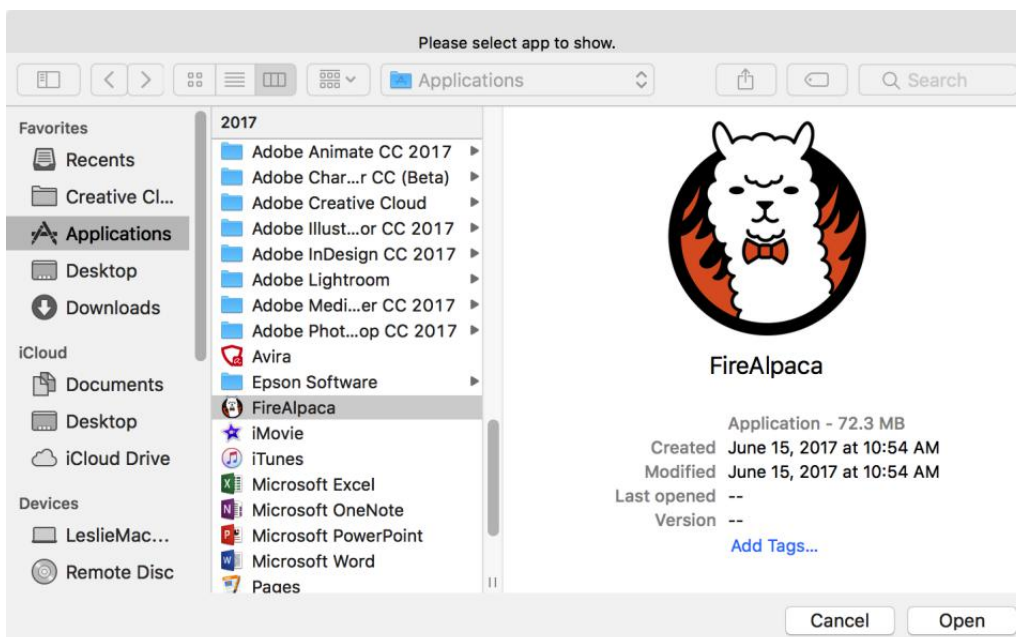 Please select app to show.
Applications
Search
Favorites
Recents
Creative Cl...
Applications
Desktop
Downloads
iCloud
Documents
Desktop
iCloud Drive
Devices
LeslieMac...
Remote Disc
2017
Adobe Animate CC 2017
Adobe Char...r CC (Beta)
Adobe Creative Cloud
Adobe Illust...or CC 2017
Adobe InDesign CC 2017
Adobe Lightroom
Adobe Medi...er CC 2017
Adobe Phot...op CC 2017
Avira
Epson Software
FireAlpaca
iMovie
iTunes
Microsoft Excel
Microsoft OneNote
Microsoft PowerPoint
Microsoft Word
Pages
FireAlpaca
Application - 72.3 MB
Created June 15, 2017 at 10:54 AM
Modified June 15, 2017 at 10:54 AM
Last opened --
Version --
Add Tags...
Cancel
Open